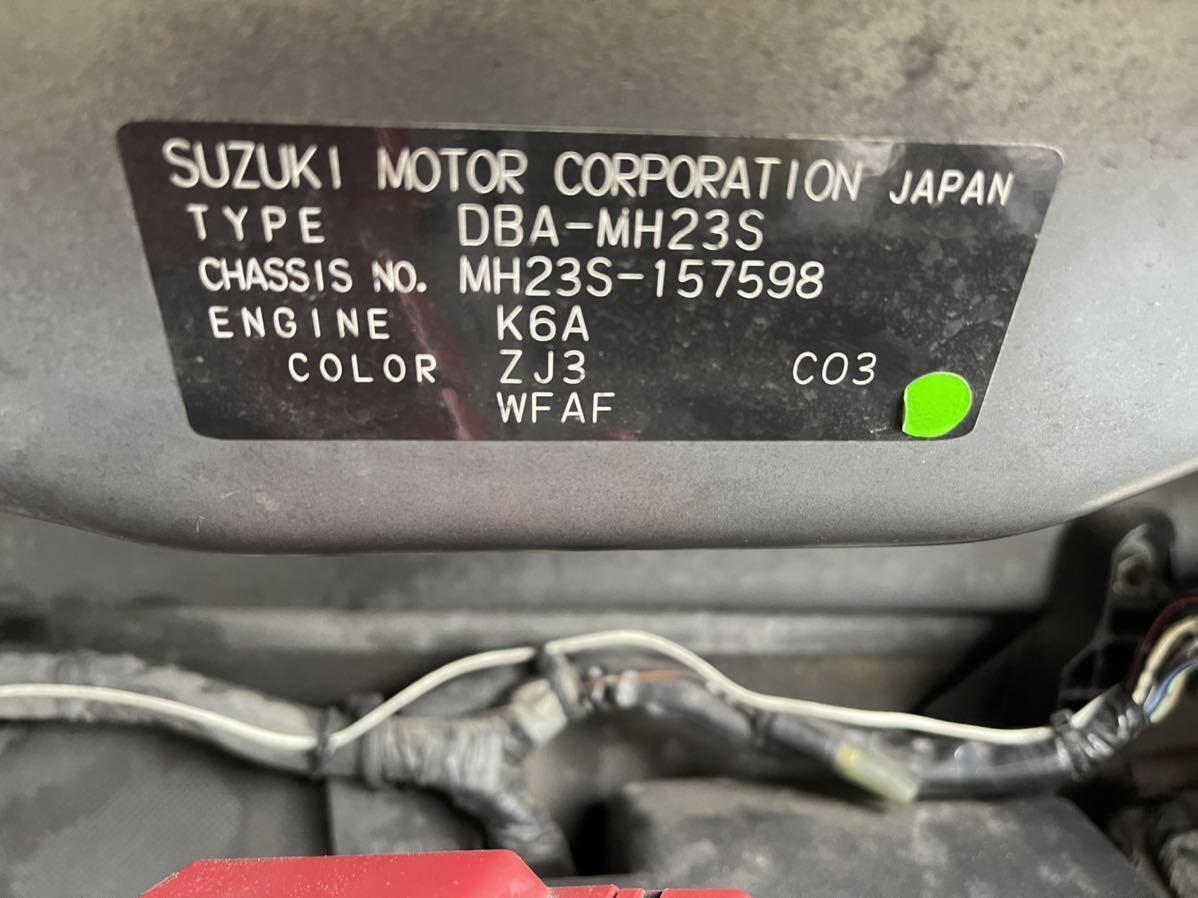 SUZUKI MOTOR CORPORATION JAPAN
TYPE DBA-MH23S
CHASSIS NO. MH23S-157598
ENGINE K6A
COLOR ZJ3 C03
WFAF